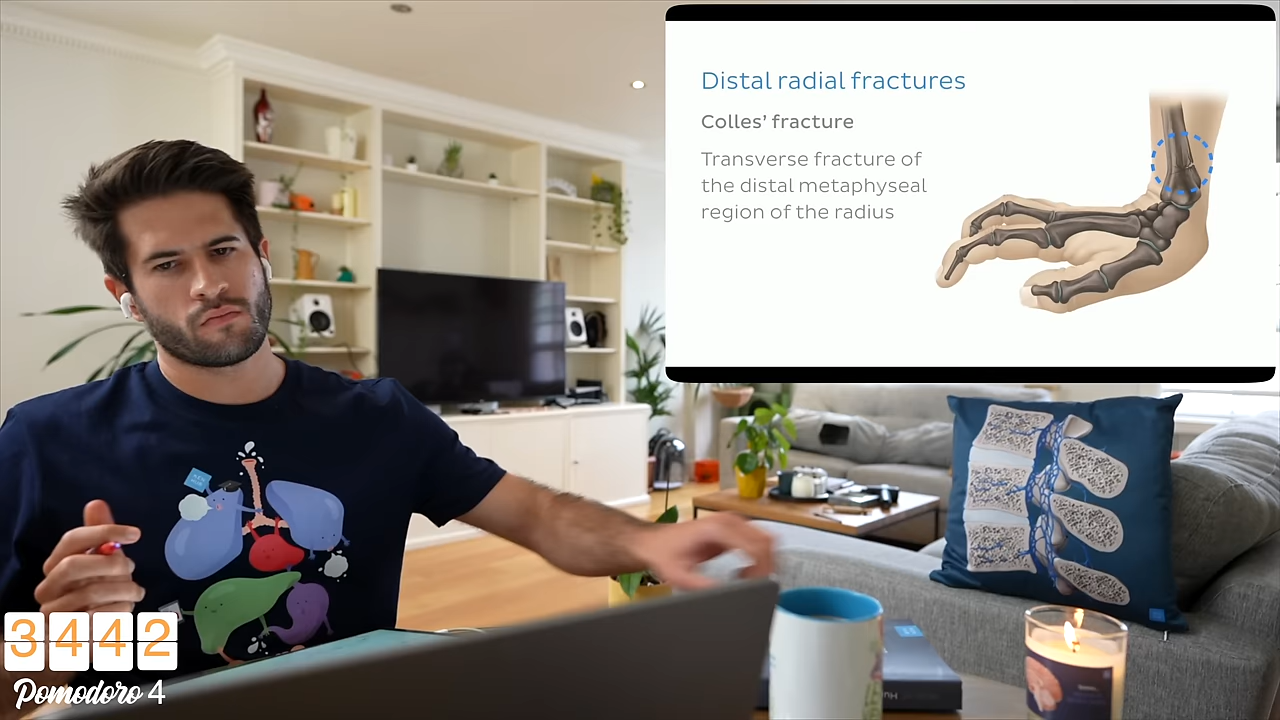 Distal radial fractures
Colles’ fracture
Transverse fracture of
the distal metaphyseal
region of the radius
3442
Pomodoro 4